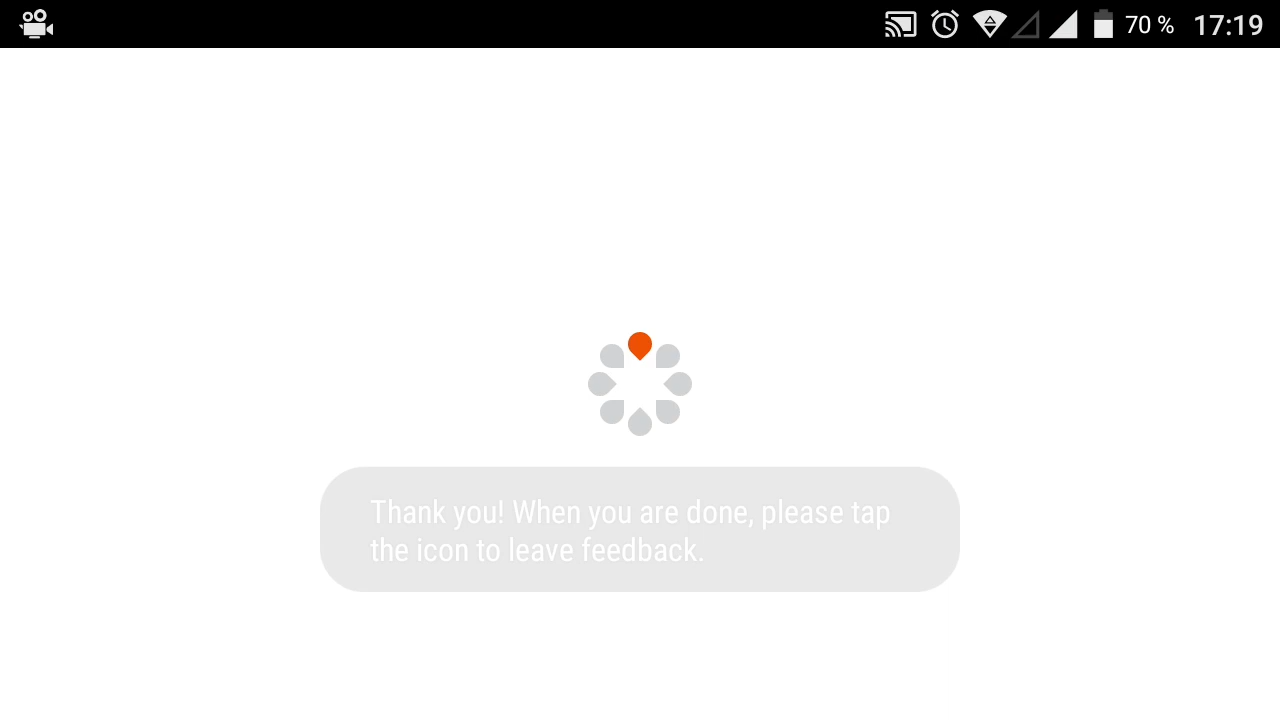 70 % 17:19
Thank you! When you are done, please tap
the icon to leave feedback.